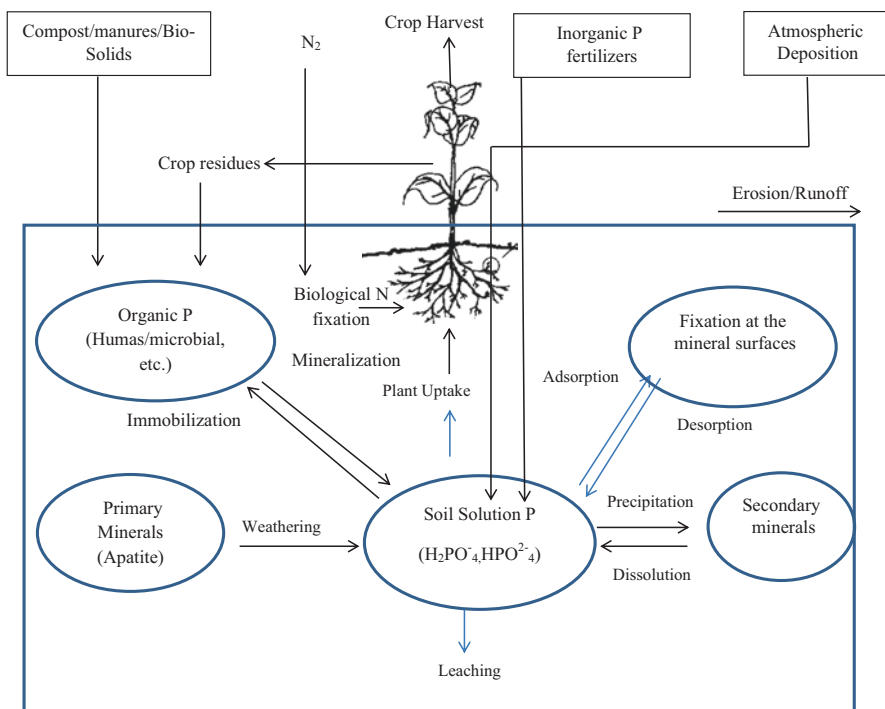 Compost/manures/Bio-
Solids
N₂
Crop Harvest
Inorganic P
fertilizers
Atmospheric
Deposition
Crop residues
Erosion/Runoff
Biological N
fixation
Organic P
(Humas/microbial,
etc.)
Mineralization
Fixation at the
mineral surfaces
Plant Uptake
Adsorption
Immobilization
Desorption
Primary
Minerals
(Apatite)
Weathering
Soil Solution P
(H₂PO⁻₄,HPO²⁻₄)
Precipitation
Secondary
minerals
Dissolution
Leaching